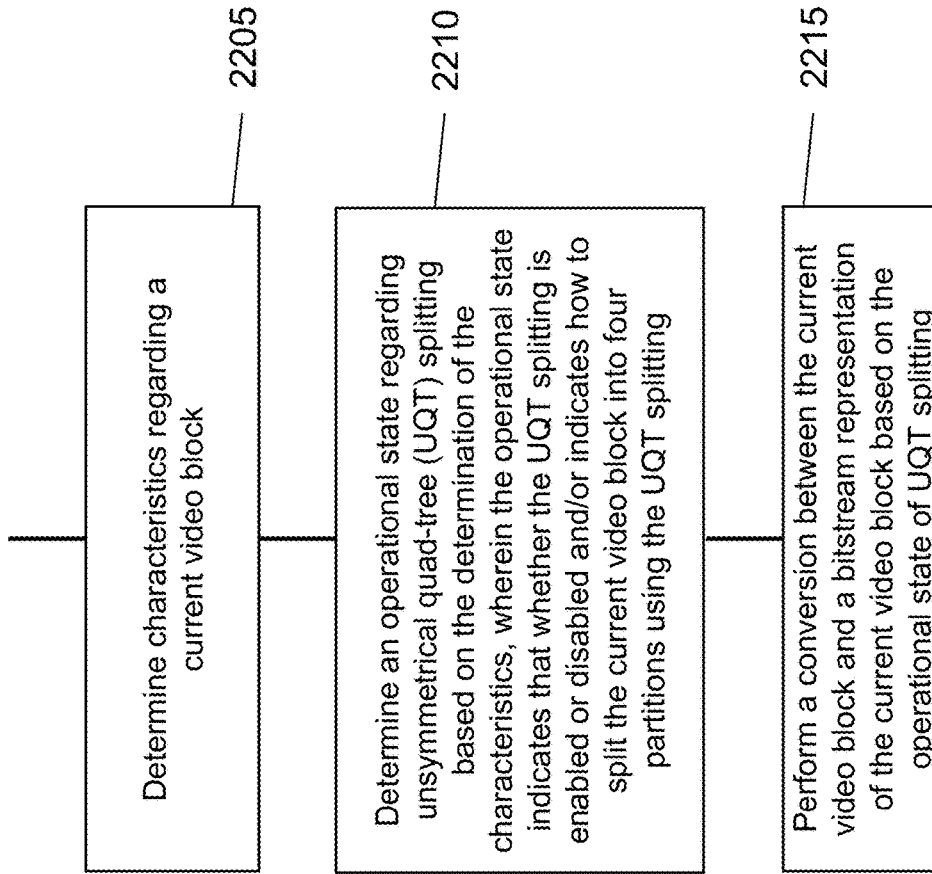 Determine characteristics regarding a
current video block
2205
Determine an operational state regarding
unsymmetrical quad-tree (UQT) splitting
based on the determination of the
characteristics, wherein the operational state
indicates that whether the UQT splitting is
enabled or disabled and/or indicates how to
split the current video block into four
partitions using the UQT splitting
2210
Perform a conversion between the current
video block and a bitstream representation
of the current video block based on the
operational state of UQT splitting
2215